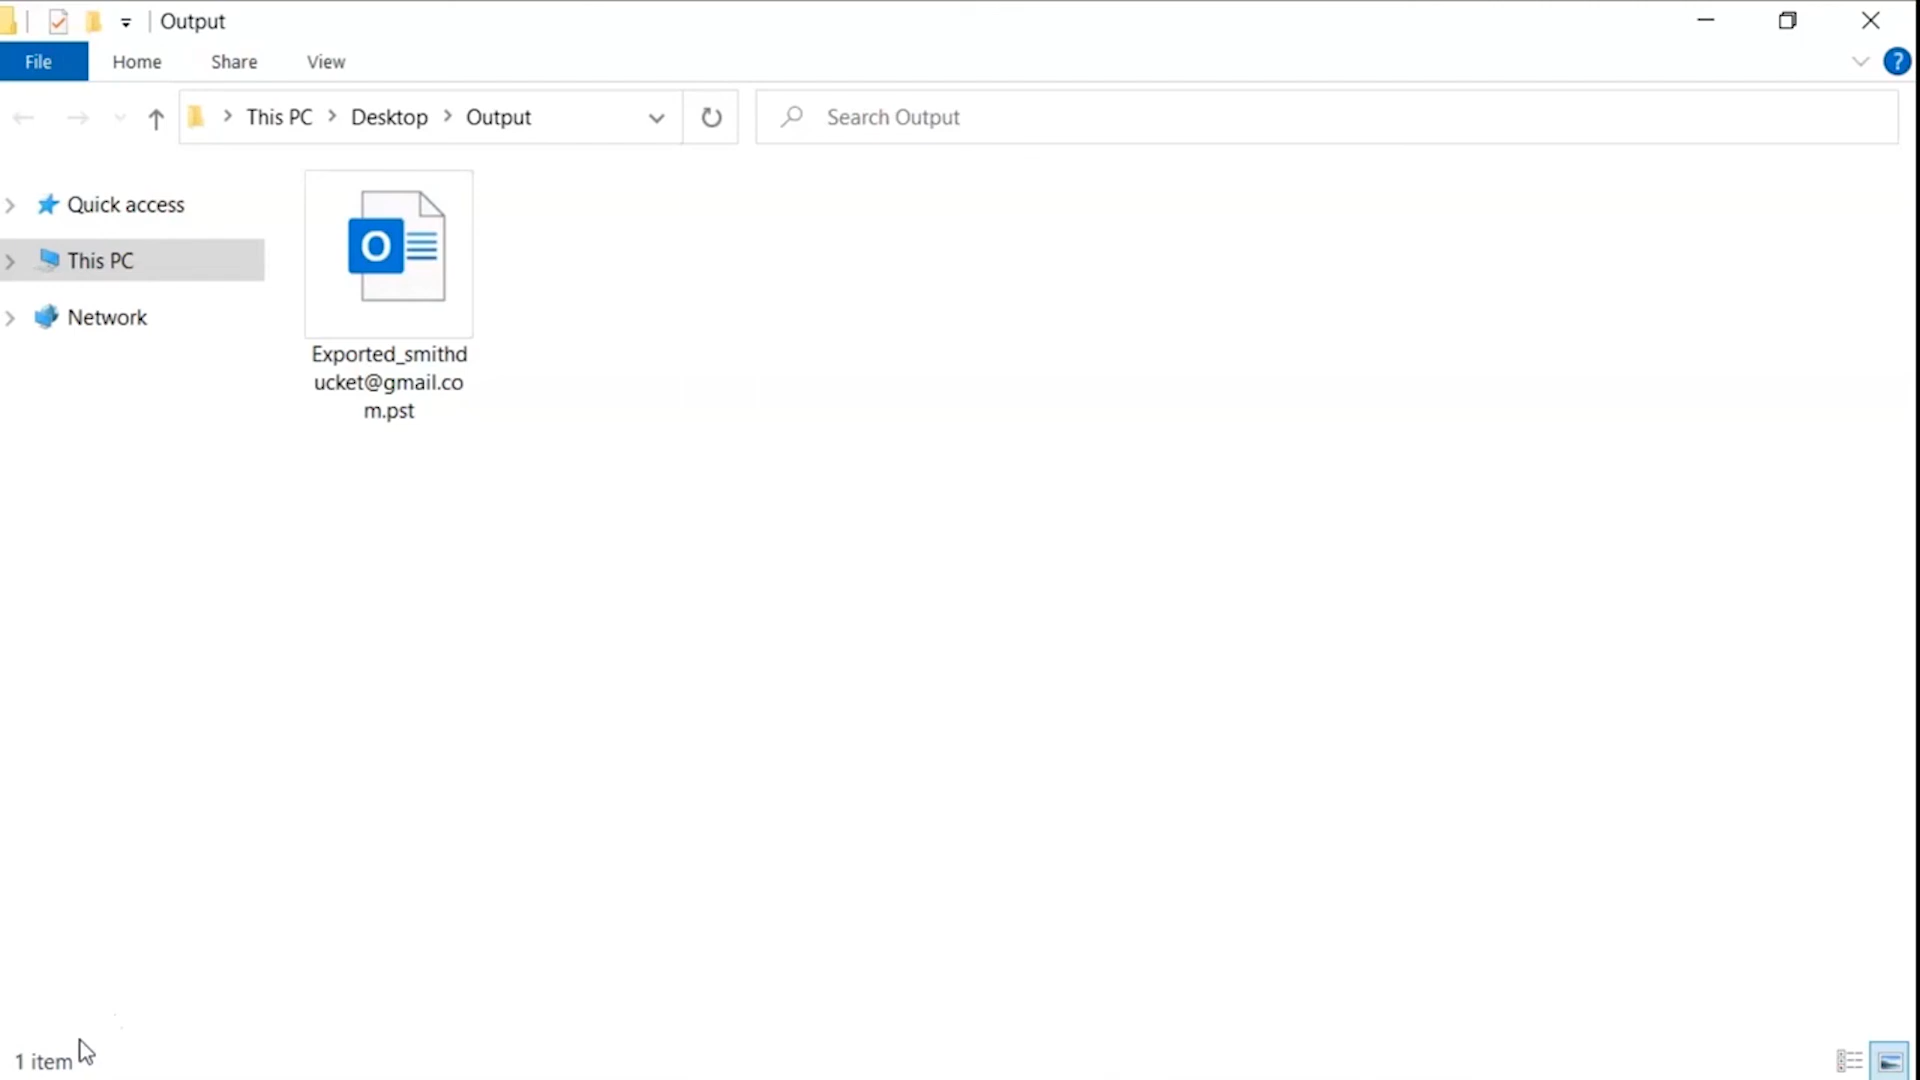 Output
File Home Share View
?
This PC Desktop Output
Search Output
Quick access
This PC
Network
O
Exported_smithd
ucket@gmail.co
m.pst
1 item